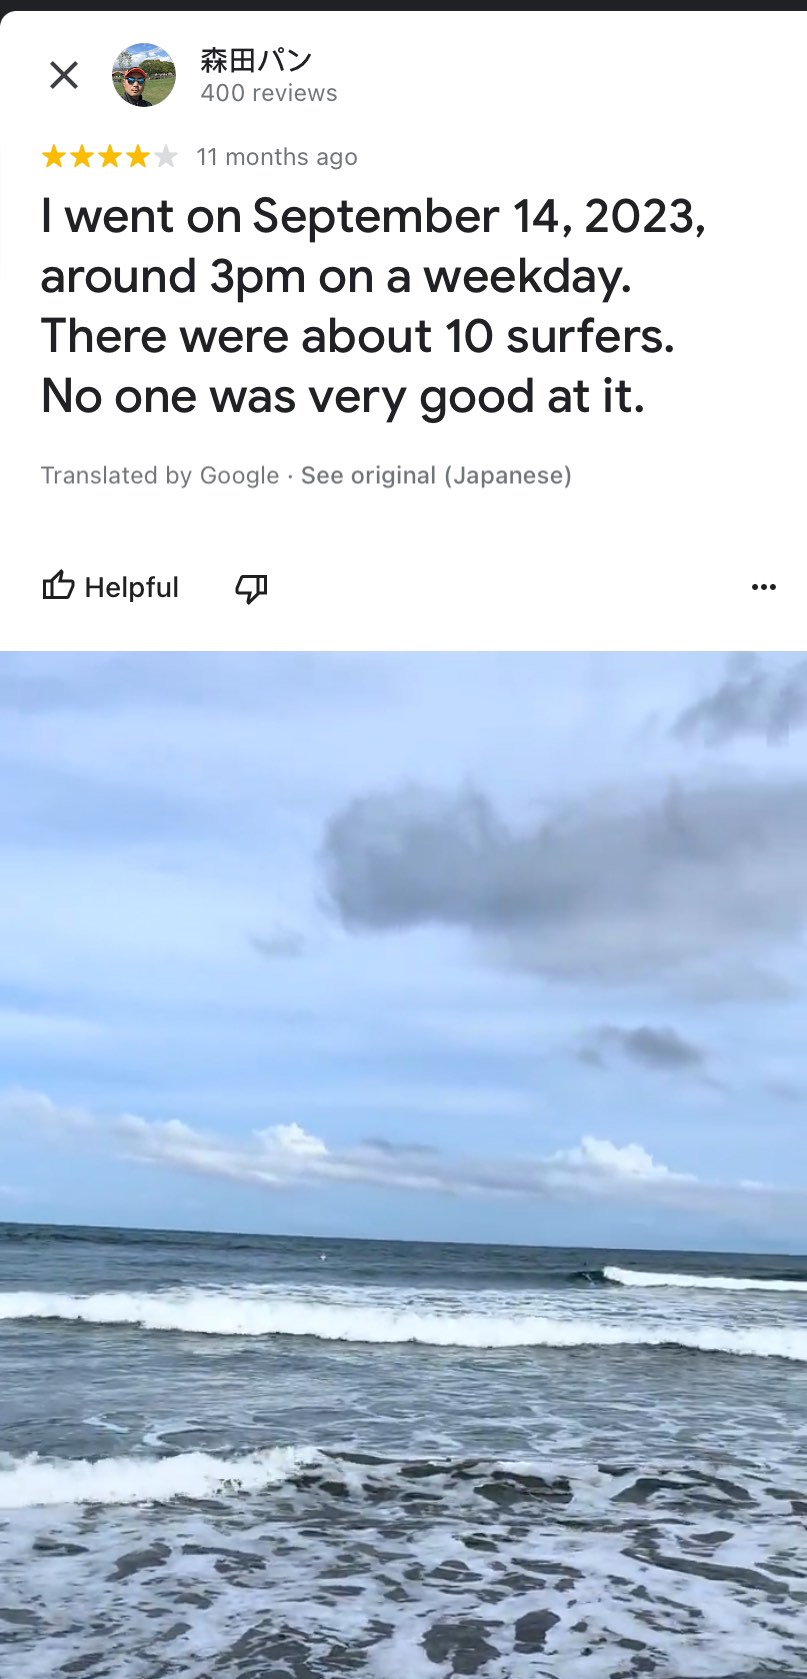 森田パン
400 reviews
11 months ago
I went on September 14, 2023,
around 3pm on a weekday.
There were about 10 surfers.
No one was very good at it.
Translated by Google · See original (Japanese)
Helpful